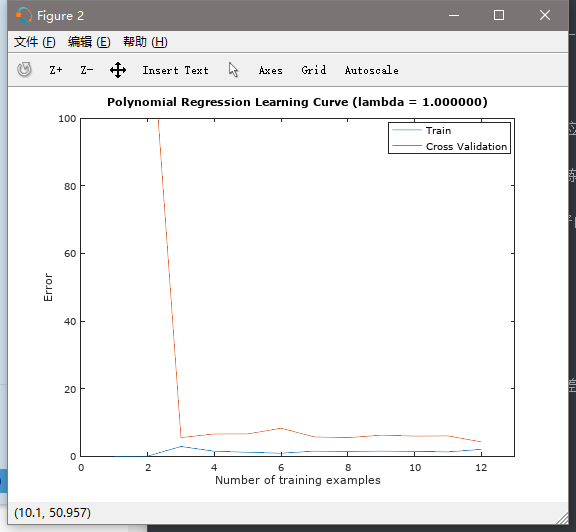 Figure 2
文件 (F) 编辑 (E) 帮助 (H)
Z+ Z- Insert Text Axes Grid Autoscale
Polynomial Regression Learning Curve (lambda = 1.000000)
Train
Cross Validation
100
80
60
40
20
0
Error
0 2 4 6 8 10 12
Number of training examples
(10.1, 50.957)